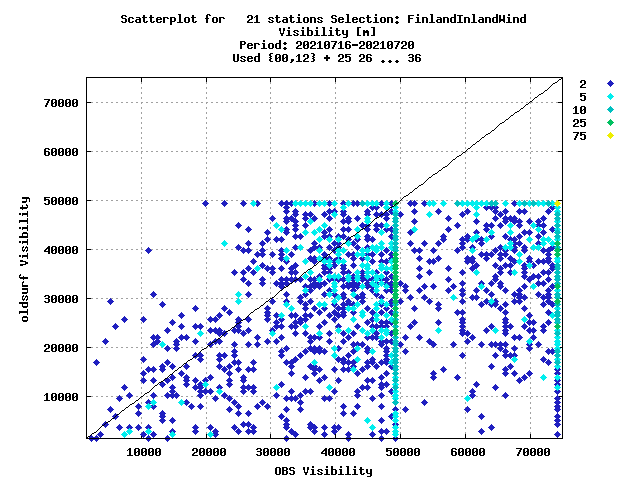 Scatterplot for 21 stations Selection: FinlandInlandWind
Visibility [m]
Period: 20210716-20210720
Used {00,12} + 25 26 ... 36
2
5
10
25
75
70000
60000
50000
40000
30000
20000
10000
oldsurf Visibility
10000 20000 30000 40000 50000 60000 70000
OBS Visibility